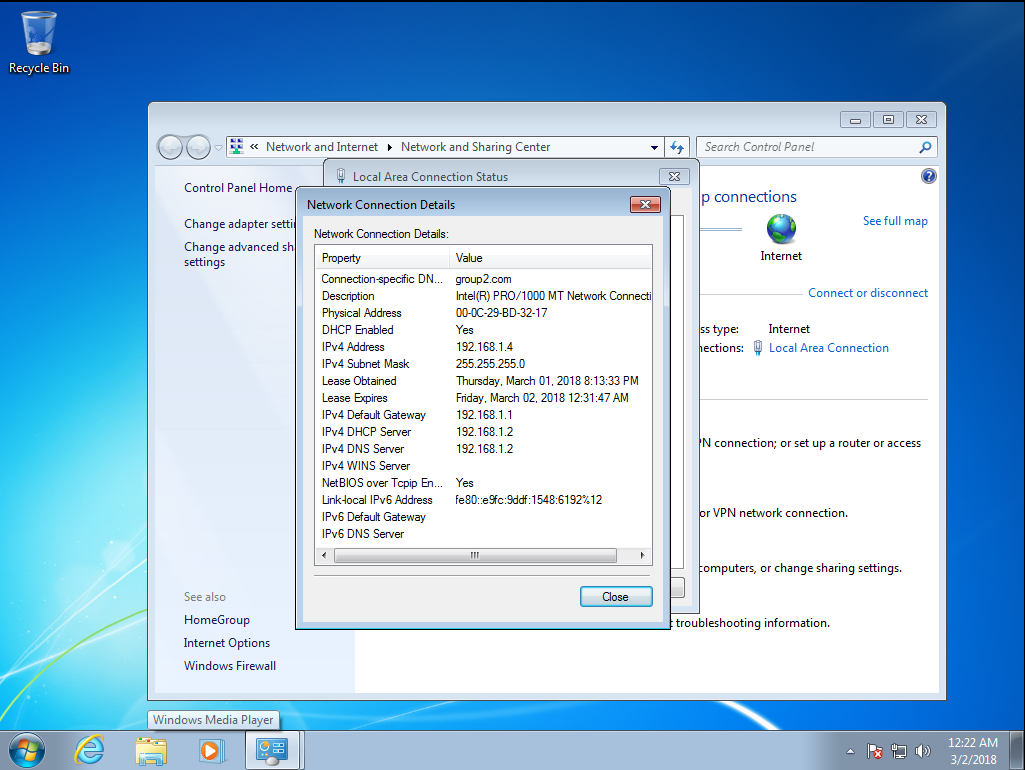 Recycle Bin
« Network and Internet Network and Sharing Center
Search Control Panel
Control Panel Home
Change adapter setti
Change advanced sha
settings
See also
HomeGroup
Internet Options
Windows Firewall
Local Area Connection Status
Network Connection Details
Network Connection Details:
Property Value
Connection-specific DN... group2.com
Description Intel(R) PRO/1000 MT Network Connecti
Physical Address 00-0C-29-BD-32-17
DHCP Enabled Yes
IPv4 Address 192.168.1.4
IPv4 Subnet Mask 255.255.255.0
Lease Obtained Thursday, March 01, 2018 8:13:33 PM
Lease Expires Friday, March 02, 2018 12:31:47 AM
IPv4 Default Gateway 192.168.1.1
IPv4 DHCP Server 192.168.1.2
IPv4 DNS Server 192.168.1.2
IPv4 WINS Server
NetBIOS over Tcpip En... Yes
Link-local IPv6 Address fe80::e9fc:9ddf:1548:6192%12
IPv6 Default Gateway
IPv6 DNS Server
Close
p connections
See full map
Internet
Connect or disconnect
ss type: Internet
nections: Local Area Connection
PN connection; or set up a router or access
or VPN network connection.
computers, or change sharing settings.
t troubleshooting information.
Windows Media Player
12:22 AM
3/2/2018